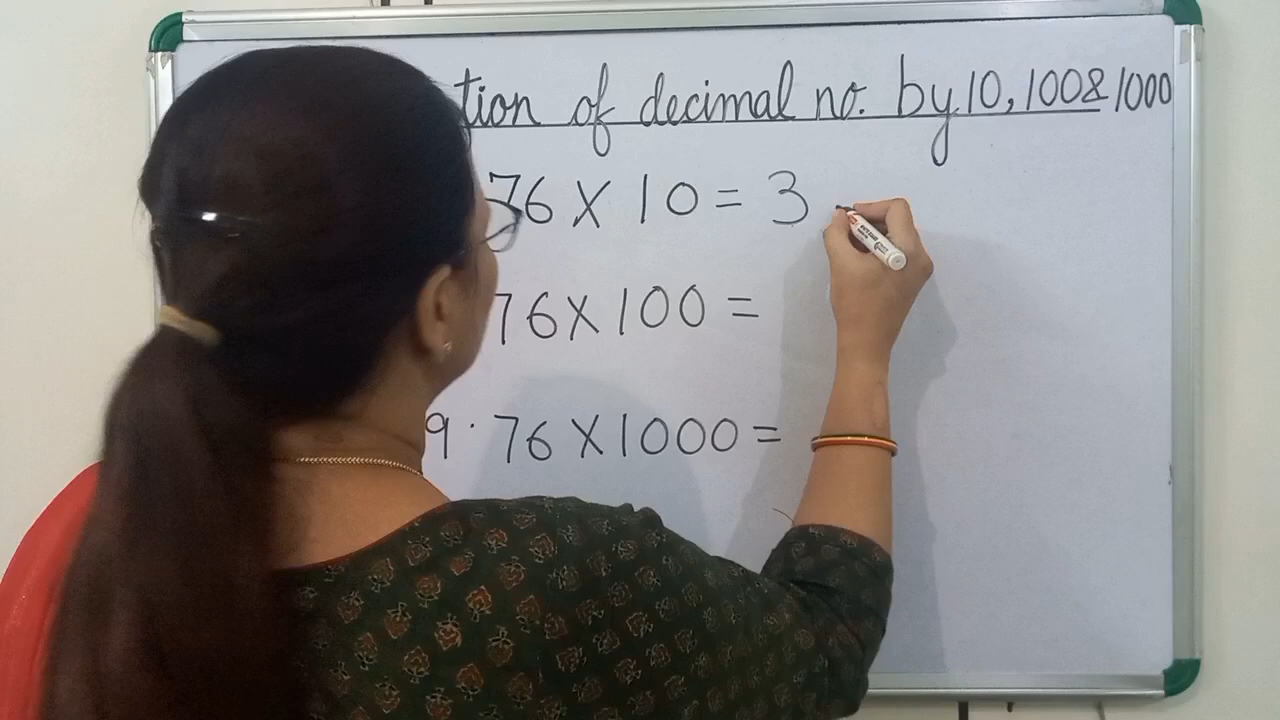 tion of decimal no. by 10, 100 & 1000
76 X 10 = 3
76 X 100 =
9.76 X 1000 =